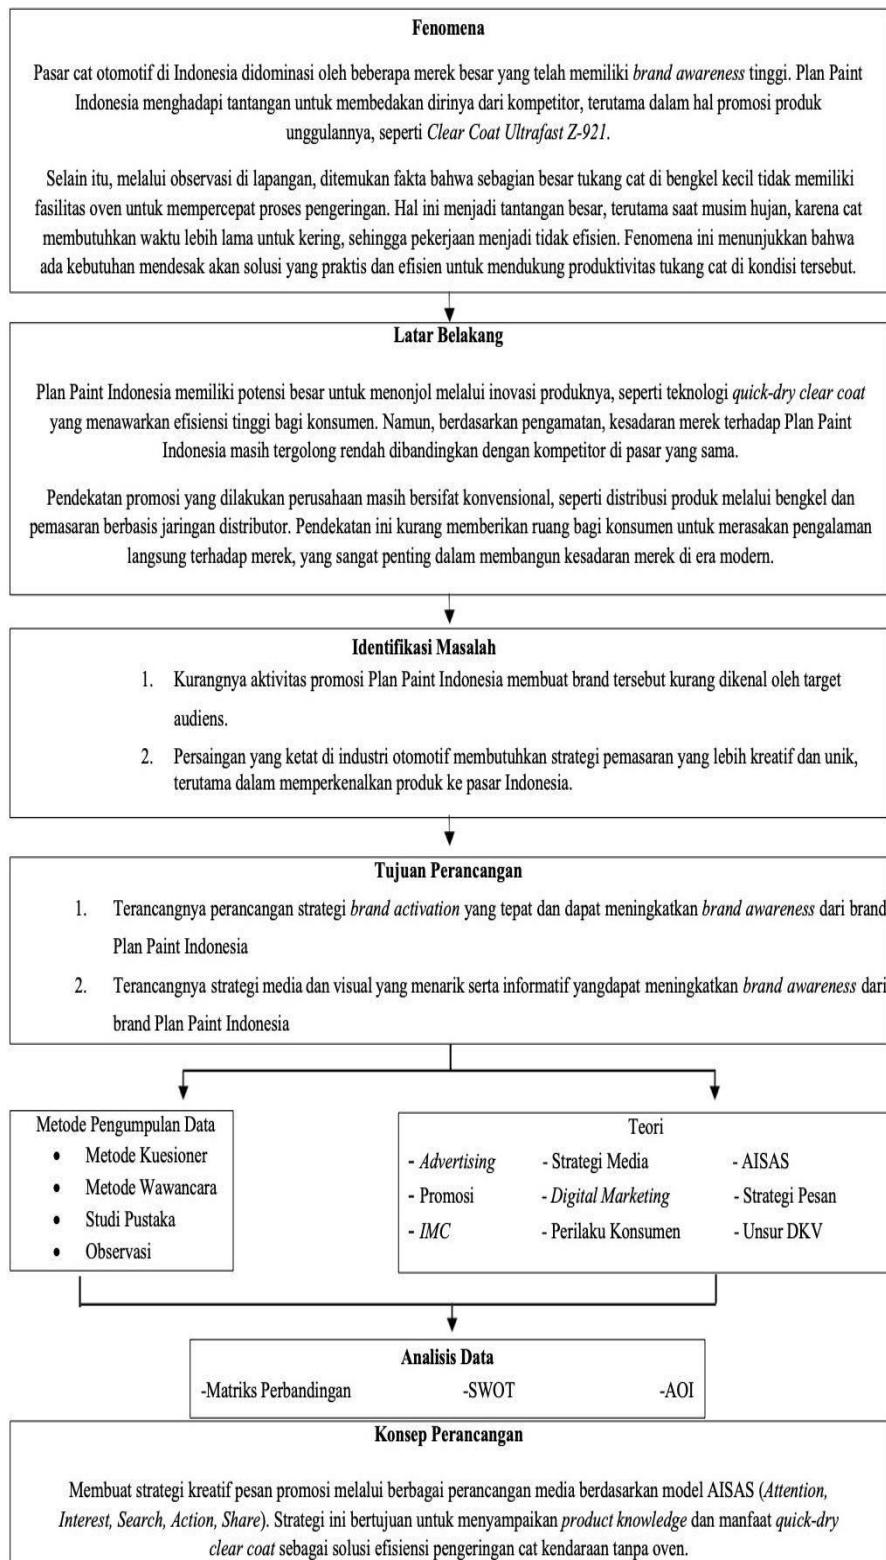 Fenomena
Pasar cat otomotif di Indonesia didominasi oleh beberapa merek besar yang telah memiliki brand awareness tinggi. Plan Paint
Indonesia menghadapi tantangan untuk membedakan dirinya dari kompetitor, terutama dalam hal promosi produk
unggulannya, seperti Clear Coat Ultrafast Z-921.
Selain itu, melalui observasi di lapangan, ditemukan fakta bahwa sebagian besar tukang cat di bengkel kecil tidak memiliki
fasilitas oven untuk mempercepat proses pengeringan. Hal ini menjadi tantangan besar, terutama saat musim hujan, karena cat
membutuhkan waktu lebih lama untuk kering, sehingga pekerjaan menjadi tidak efisien. Fenomena ini menunjukkan bahwa
ada kebutuhan mendesak akan solusi yang praktis dan efisien untuk mendukung produktivitas tukang cat di kondisi tersebut.
Latar Belakang
Plan Paint Indonesia memiliki potensi besar untuk menonjol melalui inovasi produknya, seperti teknologi quick-dry clear coat
yang menawarkan efisiensi tinggi bagi konsumen. Namun, berdasarkan pengamatan, kesadaran merek terhadap Plan Paint
Indonesia masih tergolong rendah dibandingkan dengan kompetitor di pasar yang sama.
Pendekatan promosi yang dilakukan perusahaan masih bersifat konvensional, seperti distribusi produk melalui bengkel dan
pemasaran berbasis jaringan distributor. Pendekatan ini kurang memberikan ruang bagi konsumen untuk merasakan pengalaman
langsung terhadap merek, yang sangat penting dalam membangun kesadaran merek di era modern.
Identifikasi Masalah
1. Kurangnya aktivitas promosi Plan Paint Indonesia membuat brand tersebut kurang dikenal oleh target
audiens.
2. Persaingan yang ketat di industri otomotif membutuhkan strategi pemasaran yang lebih kreatif dan unik,
terutama dalam memperkenalkan produk ke pasar Indonesia.
Tujuan Perancangan
1. Terancangnya perancangan strategi brand activation yang tepat dan dapat meningkatkan brand awareness dari brand
Plan Paint Indonesia
2. Terancangnya strategi media dan visual yang menarik serta informatif yangdapat meningkatkan brand awareness dari
brand Plan Paint Indonesia
Metode Pengumpulan Data
• Metode Kuesioner
• Metode Wawancara
• Studi Pustaka
• Observasi
Teori
- Advertising - Strategi Media - AISAS
- Promosi - Digital Marketing - Strategi Pesan
- IMC - Perilaku Konsumen - Unsur DKV
Analisis Data
-Matriks Perbandingan -SWOT -AOI
Konsep Perancangan
Membuat strategi kreatif pesan promosi melalui berbagai perancangan media berdasarkan model AISAS (Attention,
Interest, Search, Action, Share). Strategi ini bertujuan untuk menyampaikan product knowledge dan manfaat quick-dry
clear coat sebagai solusi efisiensi pengeringan cat kendaraan tanpa oven.